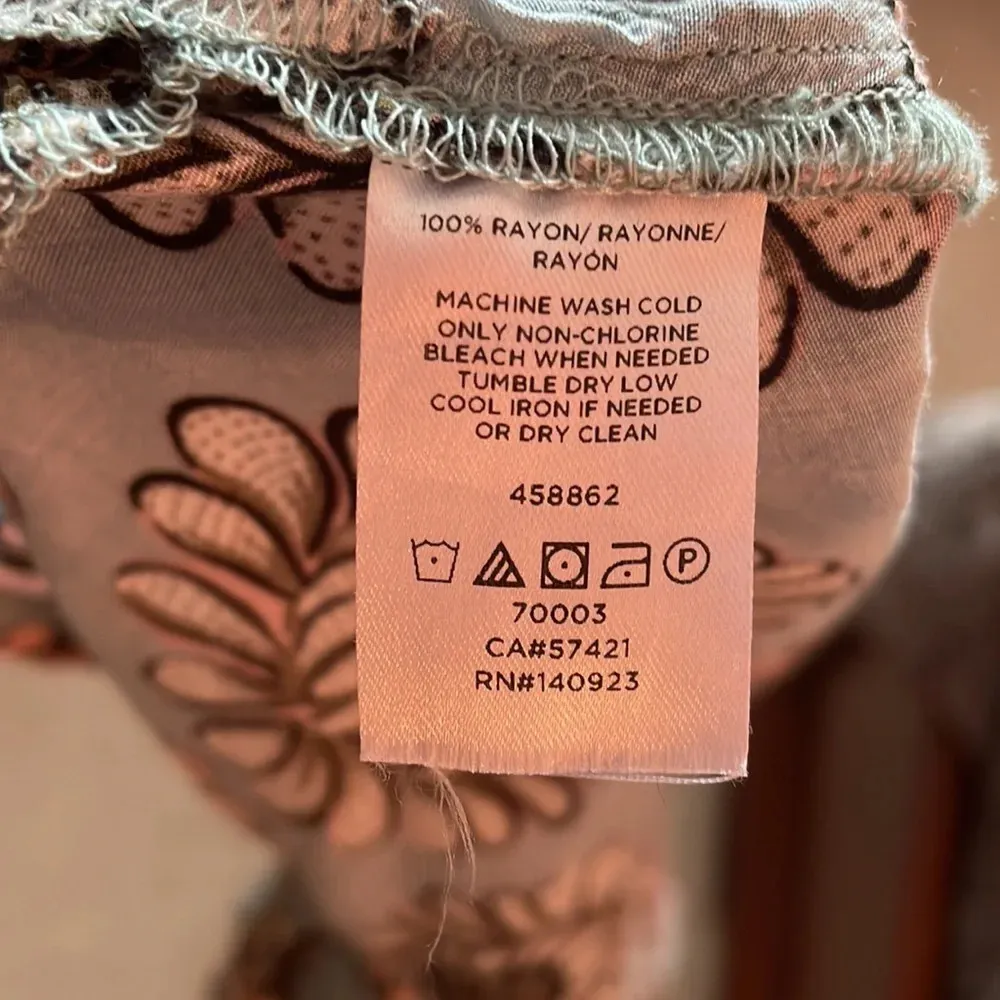 100% RAYON/ RAYONNE/
RAYÓN
MACHINE WASH COLD
ONLY NON-CHLORINE
BLEACH WHEN NEEDED
TUMBLE DRY LOW
COOL IRON IF NEEDED
OR DRY CLEAN
458862
P
70003
CA#57421
RN#140923